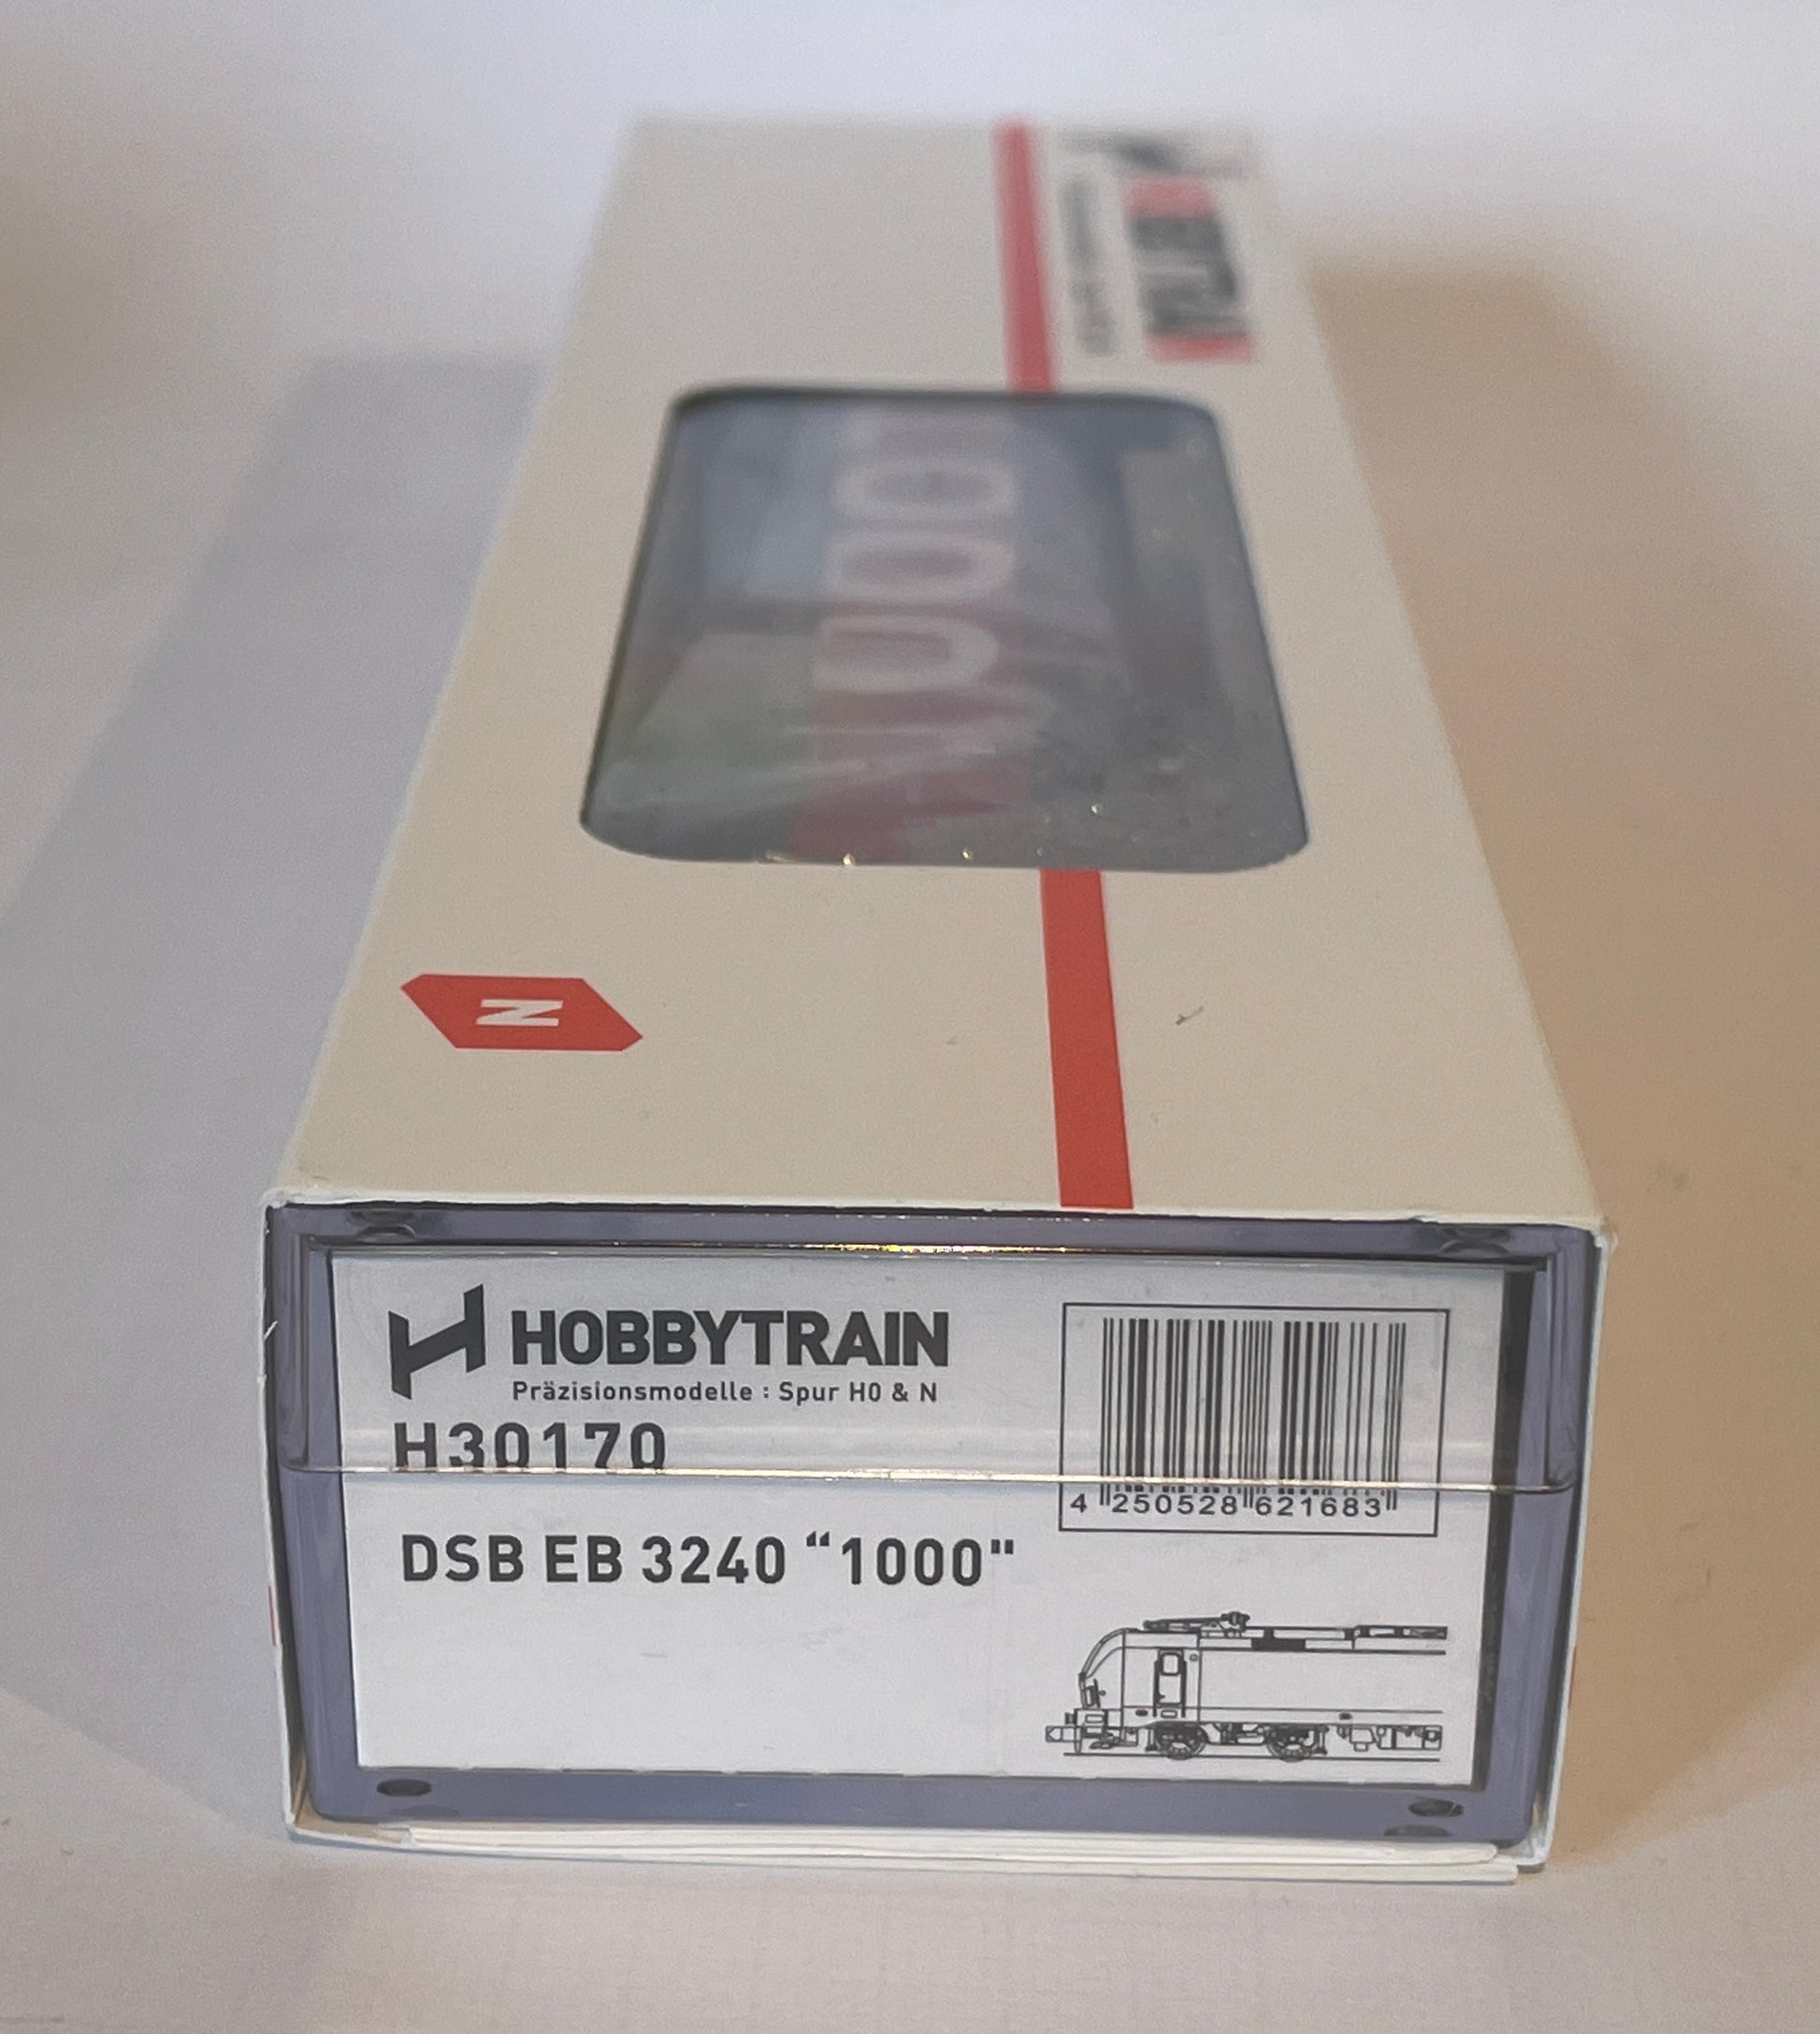 N
HOBBYTRAIN
Präzisionsmodelle : Spur H0 & N
H30170
4 250528 621683
DSB EB 3240 “1000"